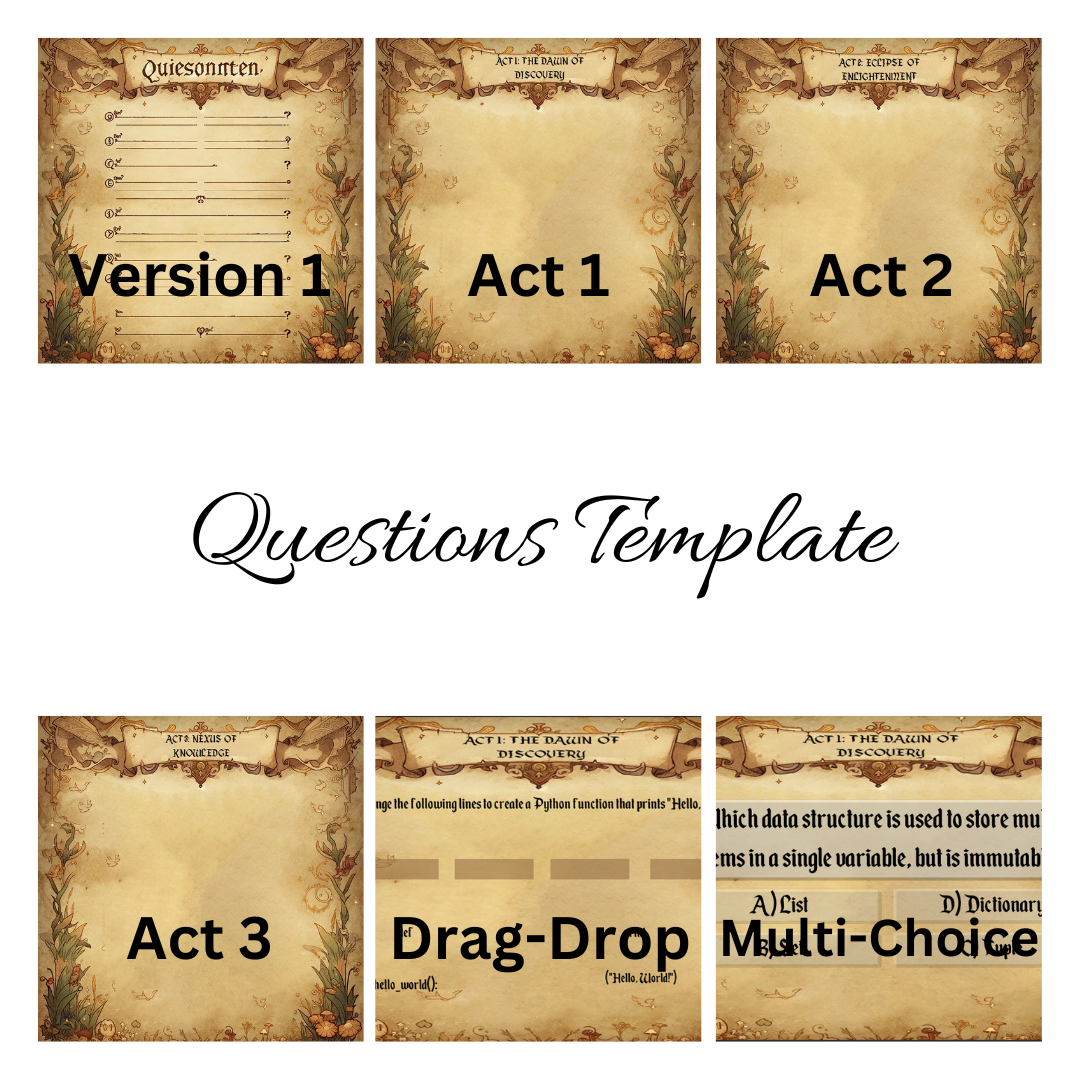 Quiesonmten
Version 1
ACT 1: THE DAWN OF
DISCOVERY
Act 1
ACT 2: ECLIPSE OF
ENLIGHTENMENT
Act 2
Questions Template
ACT 3: NEXUS OF
KNOWLEDGE
Act 3
ACT 1: THE DAWN OF
DISCOVERY
nge the following lines to create a Python function that prints "Hello,
Drag-Drop
hello_world():
("Hello, World!")
ACT 1: THE DAWN OF
DISCOVERY
Which data structure is used to store mu
ems in a single variable, but is immutab
A) List
D) Dictionary
Multi-Choice